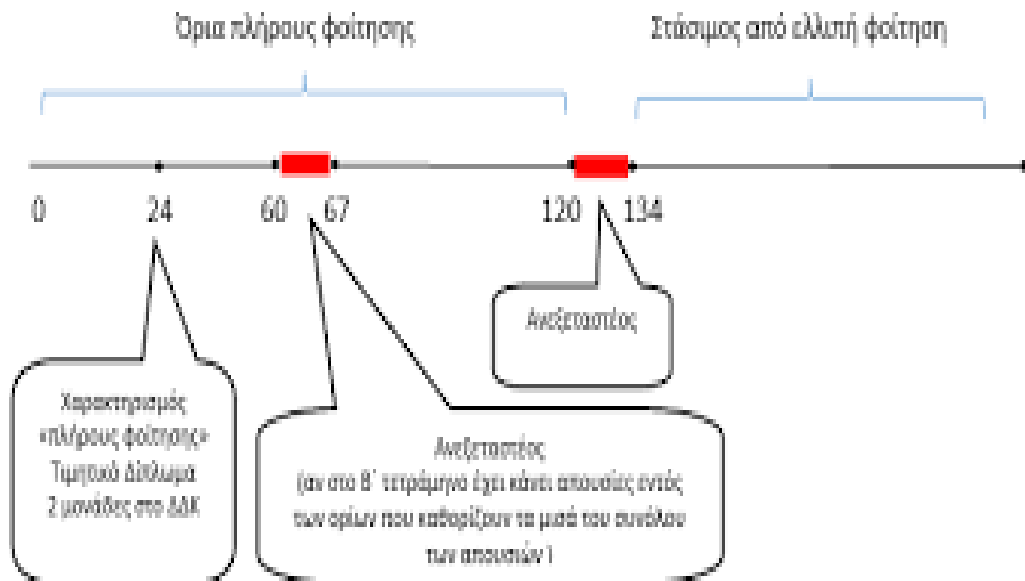 Όρια πλήρους φοίτησης
Στάσιμος από ελλιπή φοίτηση
0 24 60 67 120 134
Ανεξεταστέος
Χαρακτηρισμός
«πλήρους φοίτησης»
Τιμητικό Δίπλωμα
2 μονάδες στο ΔΔΚ
Ανεξεταστέος
(αν στο Β΄ τετράμηνο έχει κάνει απουσίες εντός
των ορίων που καθορίζουν τα μισά του συνόλου
των απουσιών)